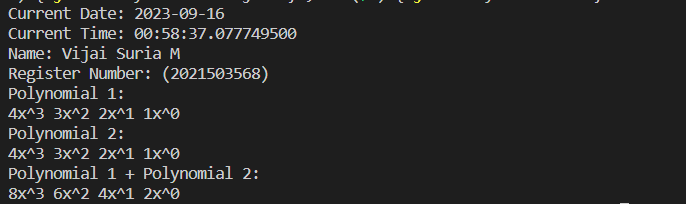 Current Date: 2023-09-16
Current Time: 00:58:37.077749500
Name: Vijai Suria M
Register Number: (2021503568)
Polynomial 1:
4x^3 3x^2 2x^1 1x^0
Polynomial 2:
4x^3 3x^2 2x^1 1x^0
Polynomial 1 + Polynomial 2:
8x^3 6x^2 4x^1 2x^0